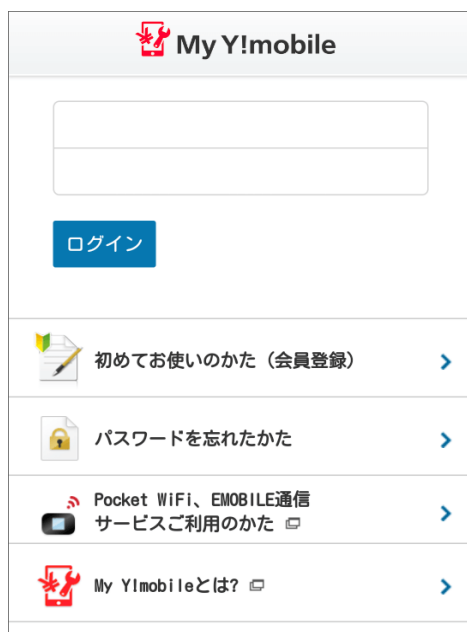 My Y!mobile
ログイン
初めてお使いのかた（会員登録）
パスワードを忘れたかた
Pocket WiFi、EMOBILE通信
サービスご利用のかた
My Y!mobileとは?